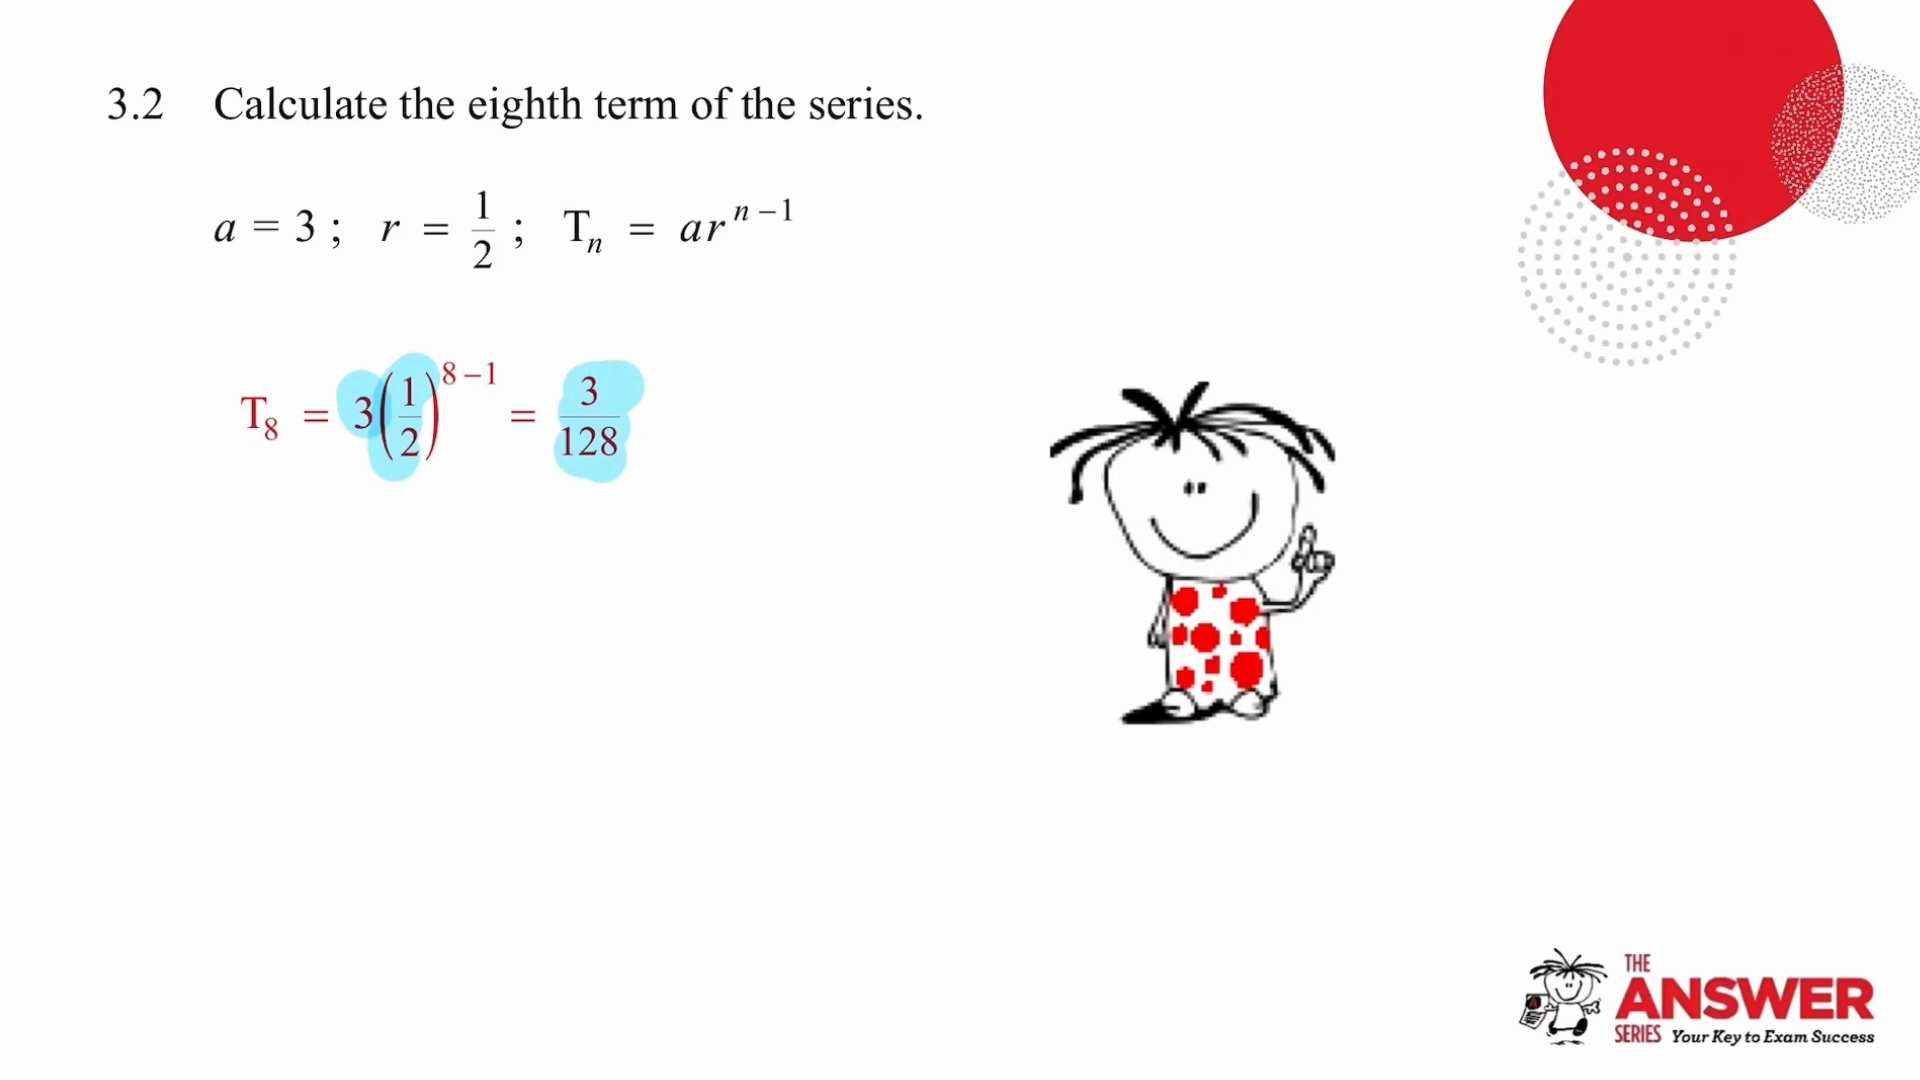 3.2 Calculate the eighth term of the series.
a = 3 ; r = 1/2 ; Tₙ = arⁿ⁻¹
T₈ = 3(1/2)⁸⁻¹ = 3/128
THE
ANSWER
SERIES Your Key to Exam Success